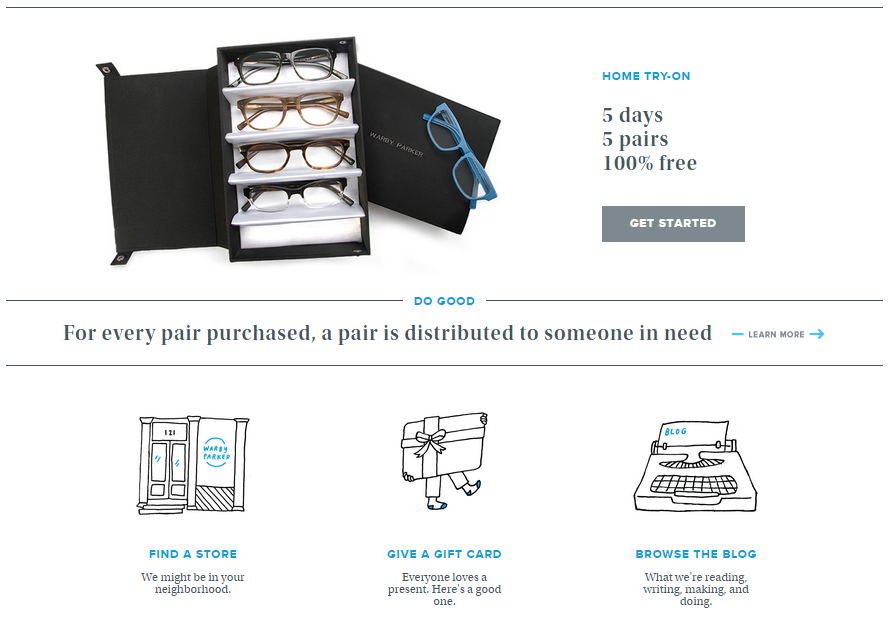 WARBY PARKER
HOME TRY-ON
5 days
5 pairs
100% free
GET STARTED
DO GOOD
For every pair purchased, a pair is distributed to someone in need
LEARN MORE
121
WARBY
PARKER
BLOG
FIND A STORE
We might be in your
neighborhood.
GIVE A GIFT CARD
Everyone loves a
present. Here's a good
one.
BROWSE THE BLOG
What we're reading,
writing, making, and
doing.